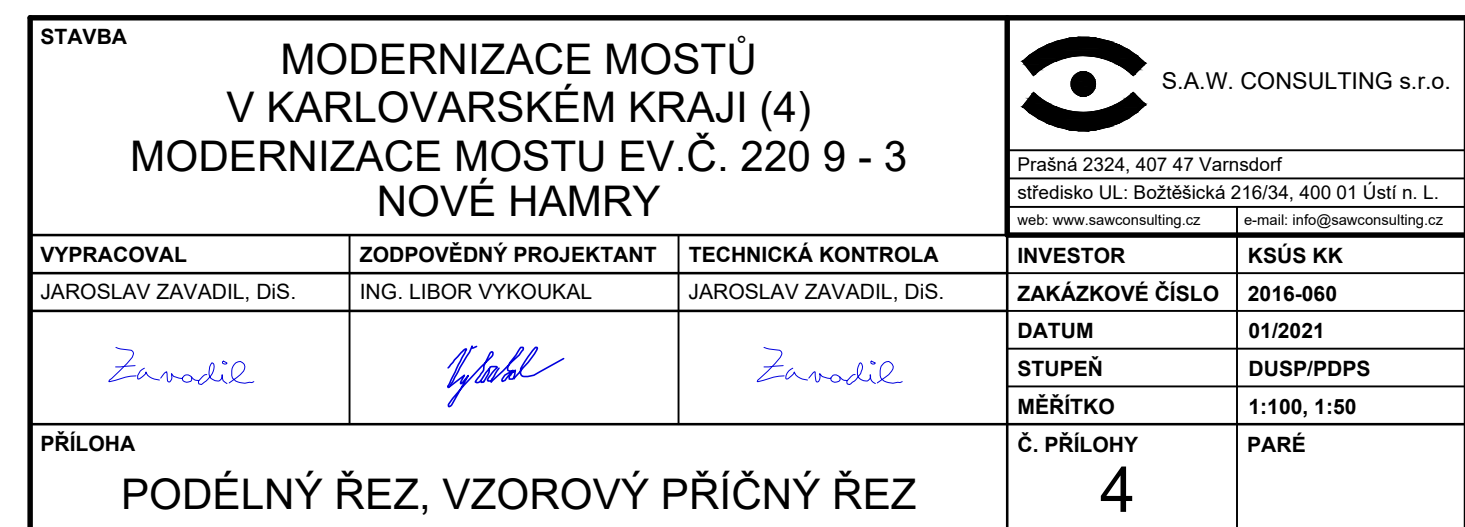 STAVBA
MODERNIZACE MOSTŮ
V KARLOVARSKÉM KRAJI (4)
MODERNIZACE MOSTU EV.Č. 220 9 - 3
NOVÉ HAMRY
S.A.W. CONSULTING s.r.o.
Prašná 2324, 407 47 Varnsdorf
středisko UL: Božtěšická 216/34, 400 01 Ústí n. L.
web: www.sawconsulting.cz e-mail: info@sawconsulting.cz
VYPRACOVAL ZODPOVĚDNÝ PROJEKTANT TECHNICKÁ KONTROLA
JAROSLAV ZAVADIL, DiS. ING. LIBOR VYKOUKAL JAROSLAV ZAVADIL, DiS.
Zavadil Vykoukal Zavadil
INVESTOR KSÚS KK
ZAKÁZKOVÉ ČÍSLO 2016-060
DATUM 01/2021
STUPEŇ DUSP/PDPS
MĚŘÍTKO 1:100, 1:50
PŘÍLOHA
PODÉLNÝ ŘEZ, VZOROVÝ PŘÍČNÝ ŘEZ
Č. PŘÍLOHY PARÉ
4